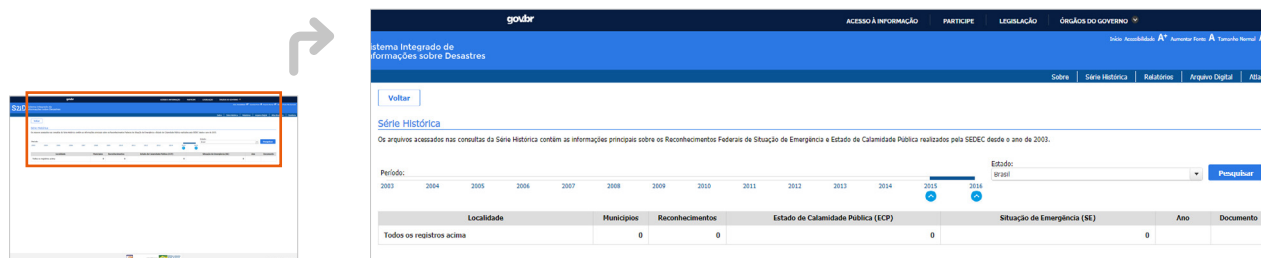 gov.br ACESSO À INFORMAÇÃO PARTICIPE LEGISLAÇÃO ÓRGÃOS DO GOVERNO
Início Acessibilidade A+ Aumentar Fonte A Tamanho Normal
istema Integrado de
nformações sobre Desastres
Sobre Série Histórica Relatórios Arquivo Digital Atla
Voltar
Série Histórica
Os arquivos acessados nas consultas da Série Histórica contêm as informações principais sobre os Reconhecimentos Federais de Situação de Emergência e Estado de Calamidade Pública realizados pela SEDEC desde o ano de 2003.
Período:
2003 2004 2005 2006 2007 2008 2009 2010 2011 2012 2013 2014 2015 2016
Estado:
Brasil Pesquisar
Localidade Municípios Reconhecimentos Estado de Calamidade Pública (ECP) Situação de Emergência (SE) Ano Documento
Todos os registros acima 0 0 0 0